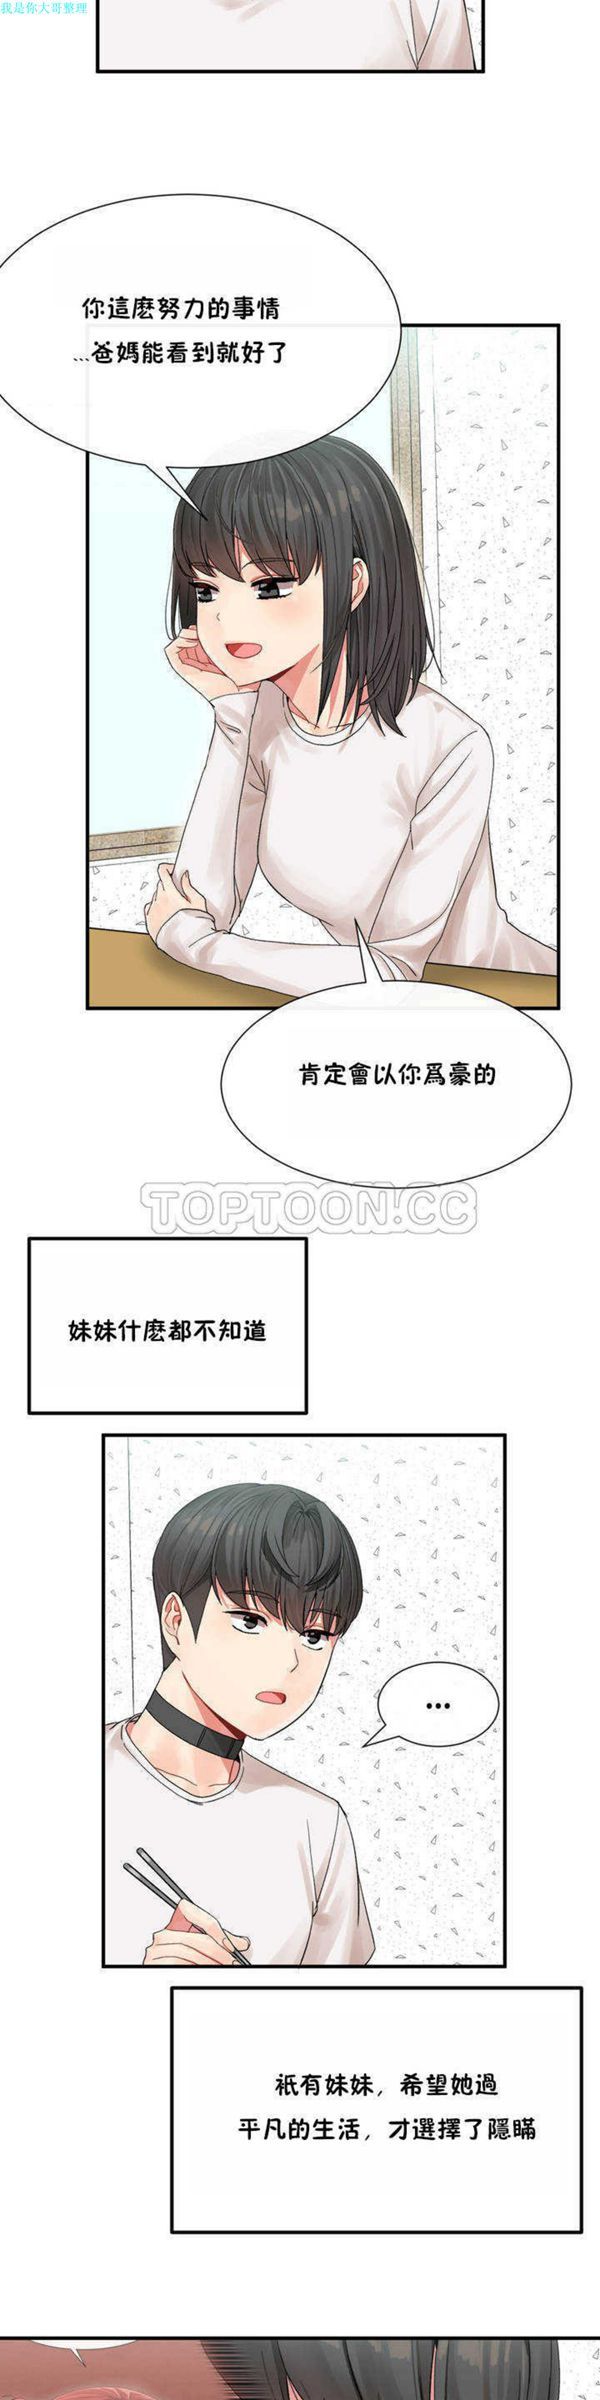 我是你大哥整理
你這麽努力的事情
...爸媽能看到就好了
肯定會以你爲豪的
TOPTOON.CC
妹妹什麽都不知道
...
衹有妹妹，希望她過
平凡的生活，才選擇了隱瞞